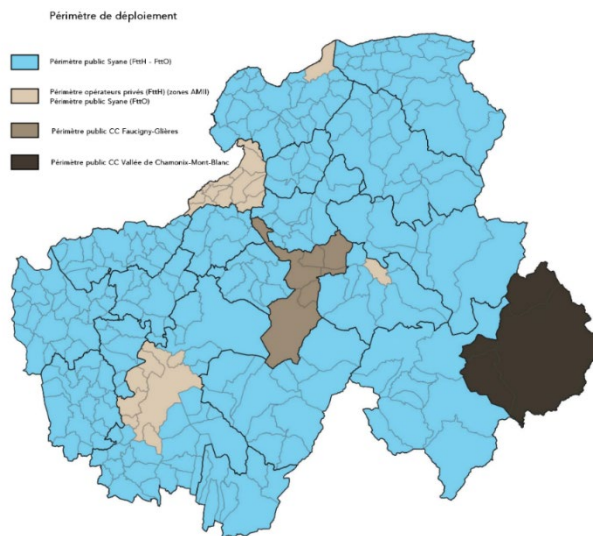 Périmètre de déploiement
Périmètre public Syane (FttH - FttO)
Périmètre opérateurs privés (FttH) (zones AMII)
Périmètre public Syane (FttO)
Périmètre public CC Faucigny-Glières
Périmètre public CC Vallée de Chamonix-Mont-Blanc